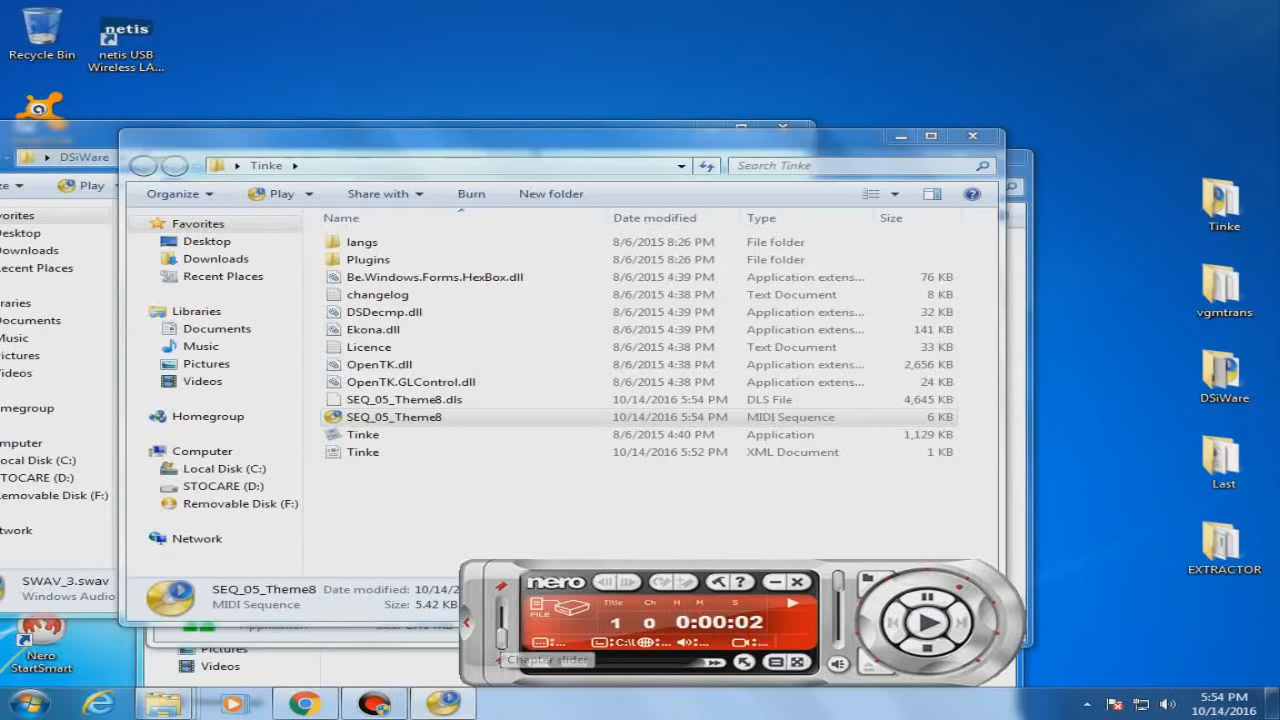 Recycle Bin
netis
netis USB
Wireless LA...
DSiWare
Play
vorites
esktop
ownloads
ecent Places
raries
ocuments
usic
ictures
ideos
megroup
mputer
ocal Disk (C:)
TOCARE (D:)
emovable Disk (F:)
twork
SWAV_3.swav
Windows Audio
Nero
StartSmart
Tinke
Search Tinke
Organize
Play
Share with
Burn
New folder
Favorites
Desktop
Downloads
Recent Places
Libraries
Documents
Music
Pictures
Videos
Homegroup
Computer
Local Disk (C:)
STOCARE (D:)
Removable Disk (F:)
Network
Name Date modified Type Size
langs 8/6/2015 8:26 PM File folder
Plugins 8/6/2015 8:26 PM File folder
Be.Windows.Forms.HexBox.dll 8/6/2015 4:39 PM Application extens... 76 KB
changelog 8/6/2015 4:38 PM Text Document 8 KB
DSDecmp.dll 8/6/2015 4:39 PM Application extens... 32 KB
Ekona.dll 8/6/2015 4:39 PM Application extens... 141 KB
Licence 8/6/2015 4:38 PM Text Document 33 KB
OpenTK.dll 8/6/2015 4:38 PM Application extens... 2,656 KB
OpenTK.GLControl.dll 8/6/2015 4:38 PM Application extens... 24 KB
SEQ_05_Theme8.dls 10/14/2016 5:54 PM DLS File 4,645 KB
SEQ_05_Theme8 10/14/2016 5:54 PM MIDI Sequence 6 KB
Tinke 8/6/2015 4:40 PM Application 1,129 KB
Tinke 10/14/2016 5:52 PM XML Document 1 KB
SEQ_05_Theme8 Date modified: 10/14/2
MIDI Sequence Size: 5.42 KB
Videos
nero
Title Ch H M S
FILE
1 0 0:00:02
C:\
Chapter slider
Tinke
vgmtrans
DSiWare
Last
EXTRACTOR
5:54 PM
10/14/2016